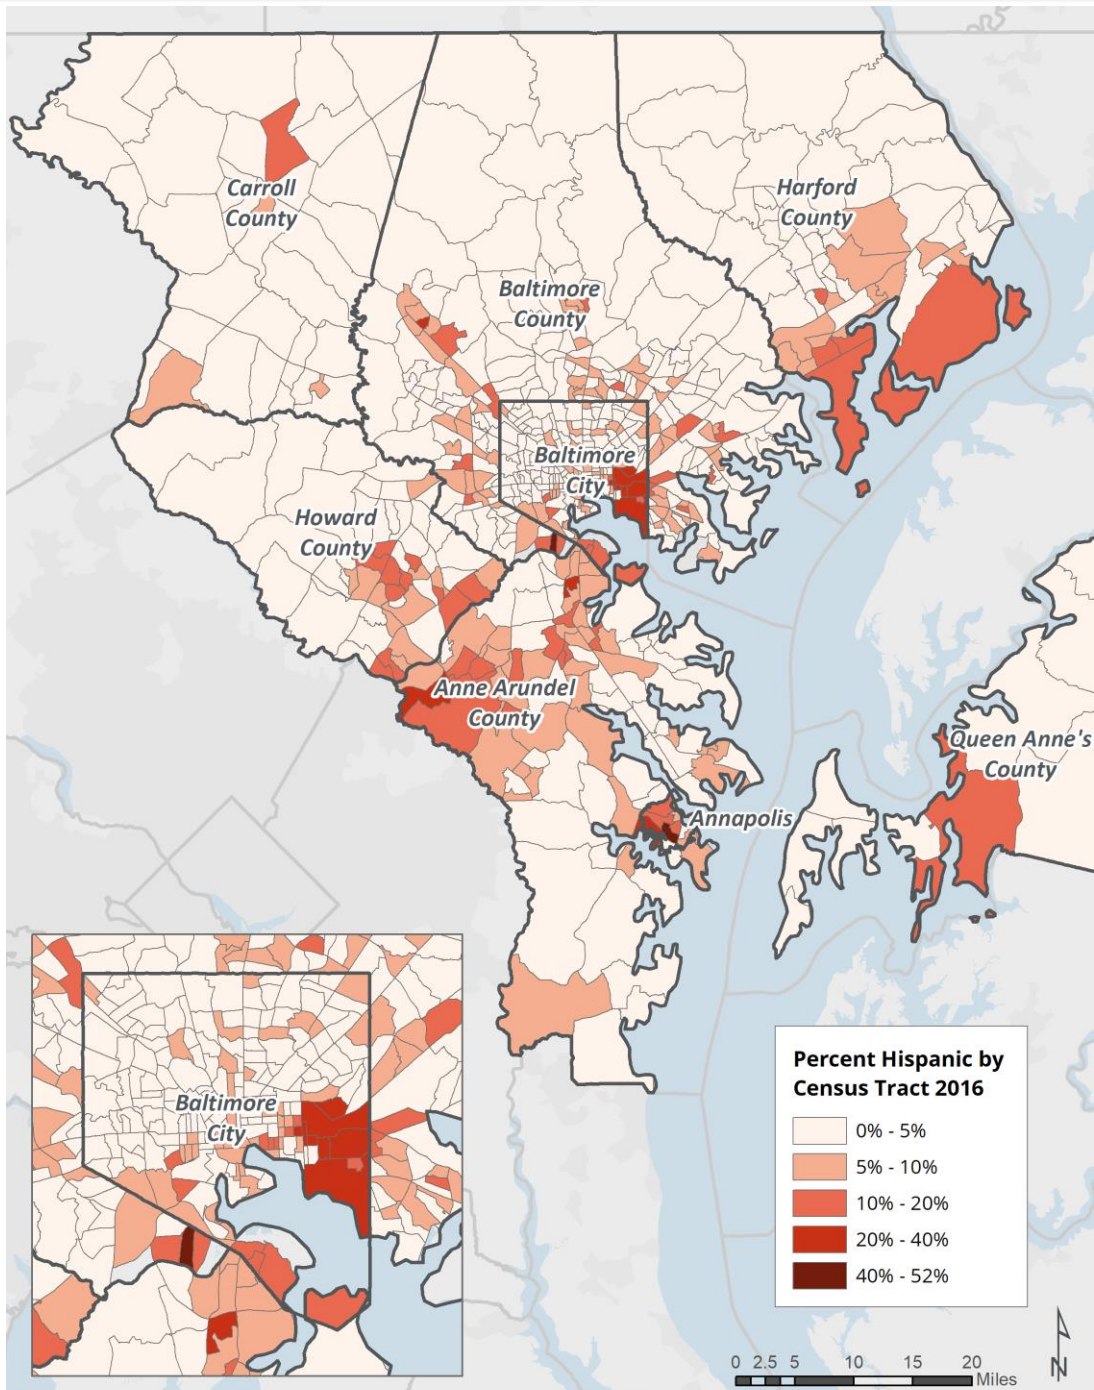 Carroll
County
Harford
County
Baltimore
County
Baltimore
City
Howard
County
Anne Arundel
County
Queen Anne's
County
Annapolis
Baltimore
City
Percent Hispanic by
Census Tract 2016
0% - 5%
5% - 10%
10% - 20%
20% - 40%
40% - 52%
N
0 2.5 5 10 15 20
Miles